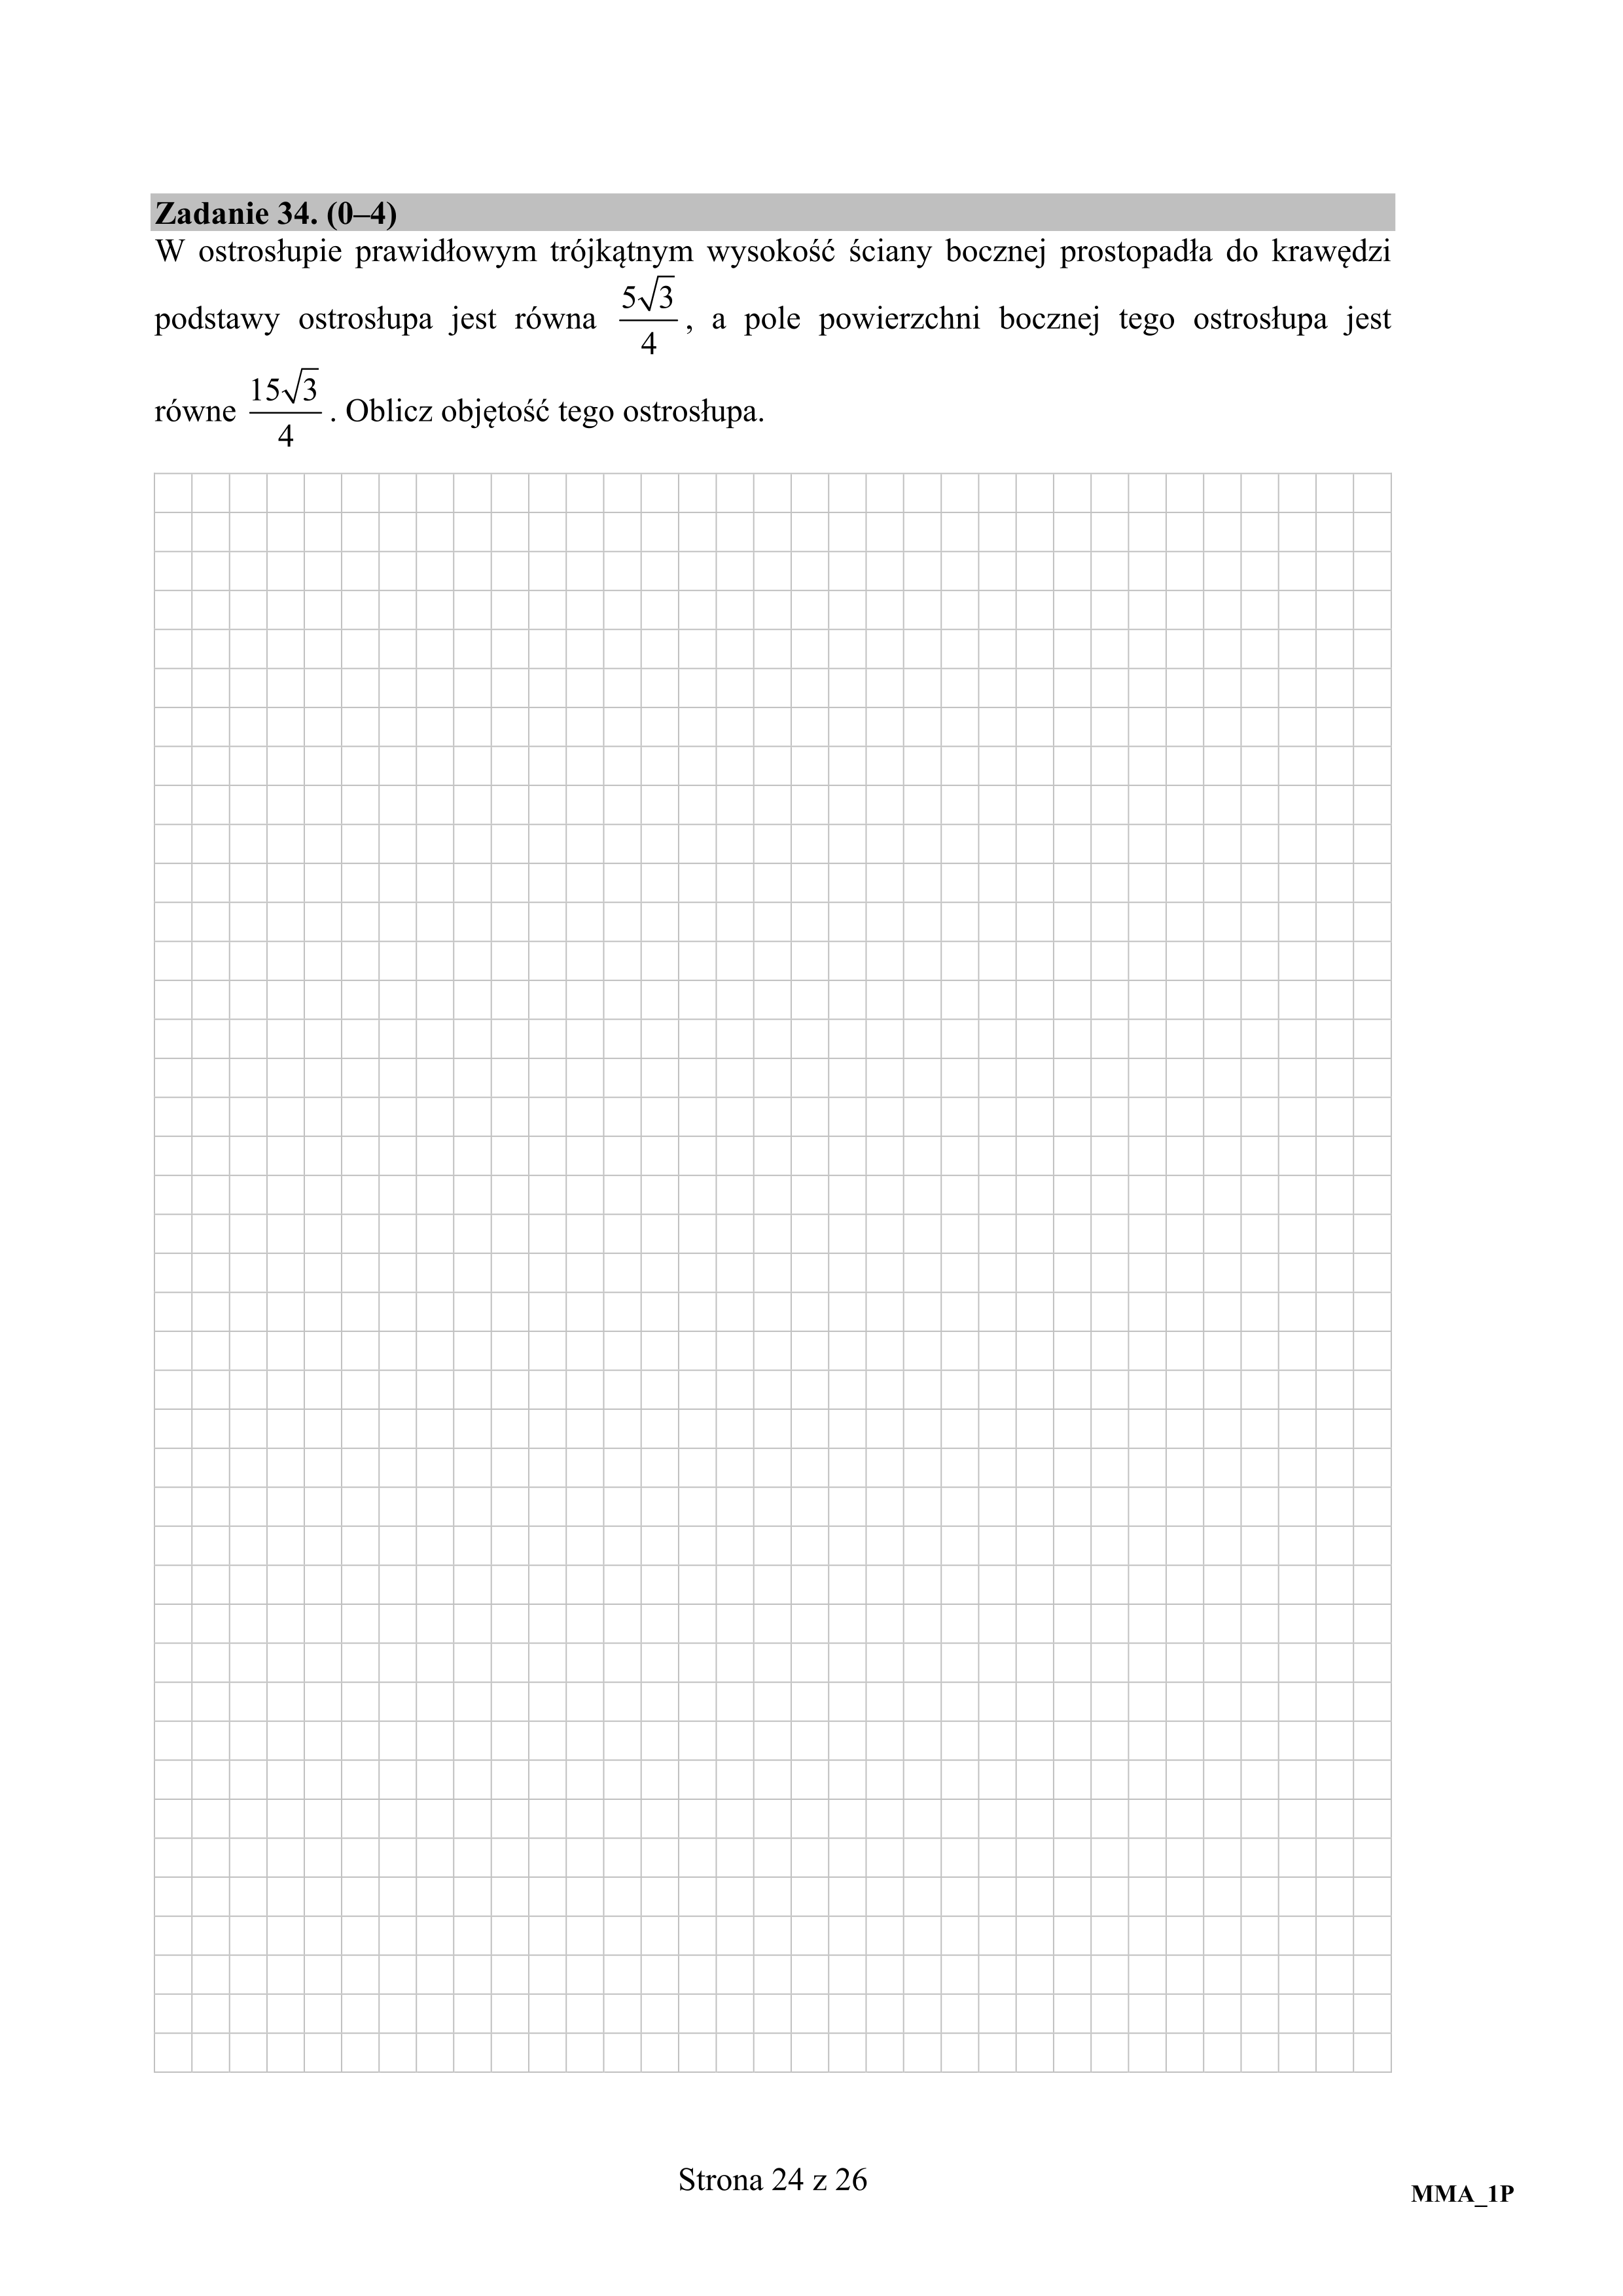 Zadanie 34. (0–4)
W ostrosłupie prawidłowym trójkątnym wysokość ściany bocznej prostopadła do krawędzi
podstawy ostrosłupa jest równa \frac{5\sqrt{3}}{4}, a pole powierzchni bocznej tego ostrosłupa jest
równe \frac{15\sqrt{3}}{4}. Oblicz objętość tego ostrosłupa.
Strona 24 z 26
MMA_1P